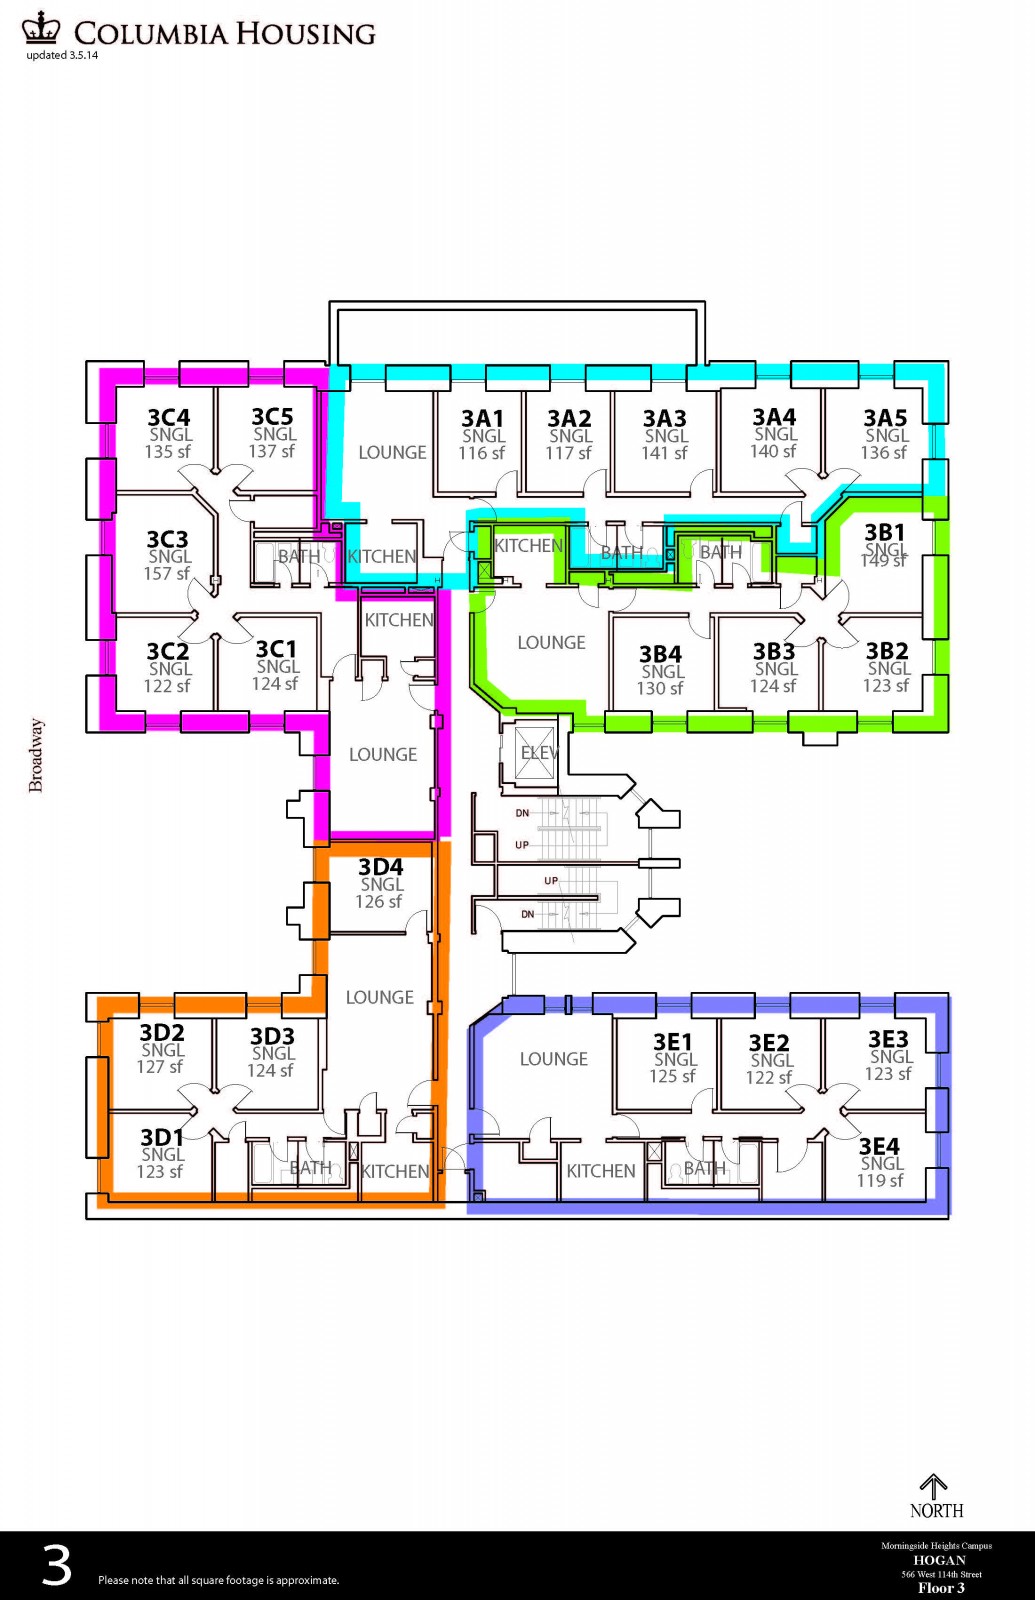 COLUMBIA HOUSING
updated 3.5.14
3C4
SNGL
135 sf
3C5
SNGL
137 sf
LOUNGE
3A1
SNGL
116 sf
3A2
SNGL
117 sf
3A3
SNGL
141 sf
3A4
SNGL
140 sf
3A5
SNGL
136 sf
3C3
SNGL
157 sf
BATH
KITCHEN
KITCHEN
BATH
BATH
3B1
SNGL
149 sf
3C2
SNGL
122 sf
3C1
SNGL
124 sf
KITCHEN
LOUNGE
3B4
SNGL
130 sf
3B3
SNGL
124 sf
3B2
SNGL
123 sf
Broadway
LOUNGE
ELEV
DN
UP
UP
DN
3D4
SNGL
126 sf
LOUNGE
3D2
SNGL
127 sf
3D3
SNGL
124 sf
LOUNGE
3E1
SNGL
125 sf
3E2
SNGL
122 sf
3E3
SNGL
123 sf
3D1
SNGL
123 sf
BATH
KITCHEN
KITCHEN
BATH
3E4
SNGL
119 sf
NORTH
3
Please note that all square footage is approximate.
Morningside Heights Campus
HOGAN
566 West 114th Street
Floor 3